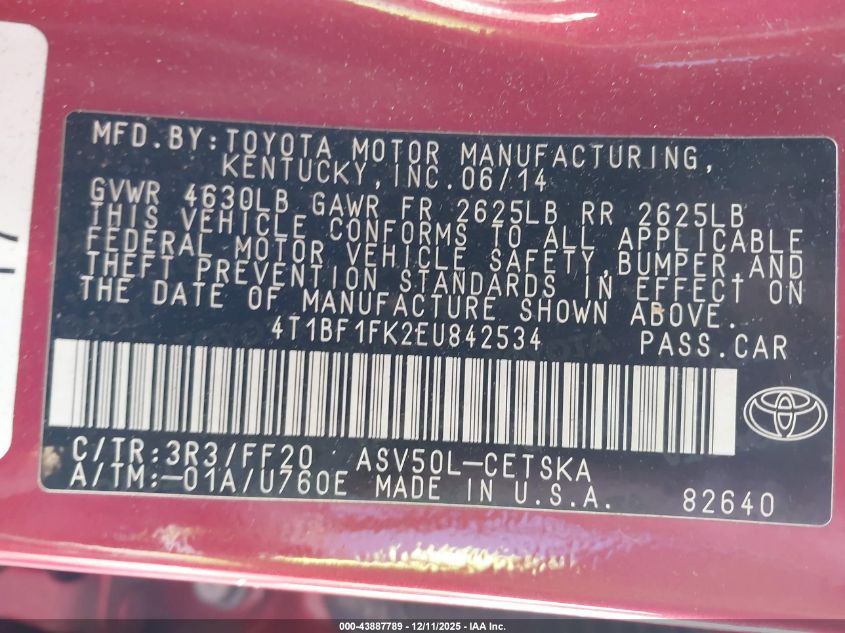 MFD.BY:TOYOTA MOTOR MANUFACTURING,
KENTUCKY,INC.06/14
GVWR 4630LB GAWR FR 2625LB RR 2625LB
THIS VEHICLE CONFORMS TO ALL APPLICABLE
FEDERAL MOTOR VEHICLE SAFETY,BUMPER,AND
THEFT PREVENTION STANDARDS IN EFFECT ON
THE DATE OF MANUFACTURE SHOWN ABOVE.
4T1BF1FK2EU842534 PASS.CAR
C/TR:3R3/FF20 ASV50L-CETSKA
A/TM:-01A/U760E MADE IN U.S.A. 82640
000-43887789 - 12/11/2025 - IAA Inc.